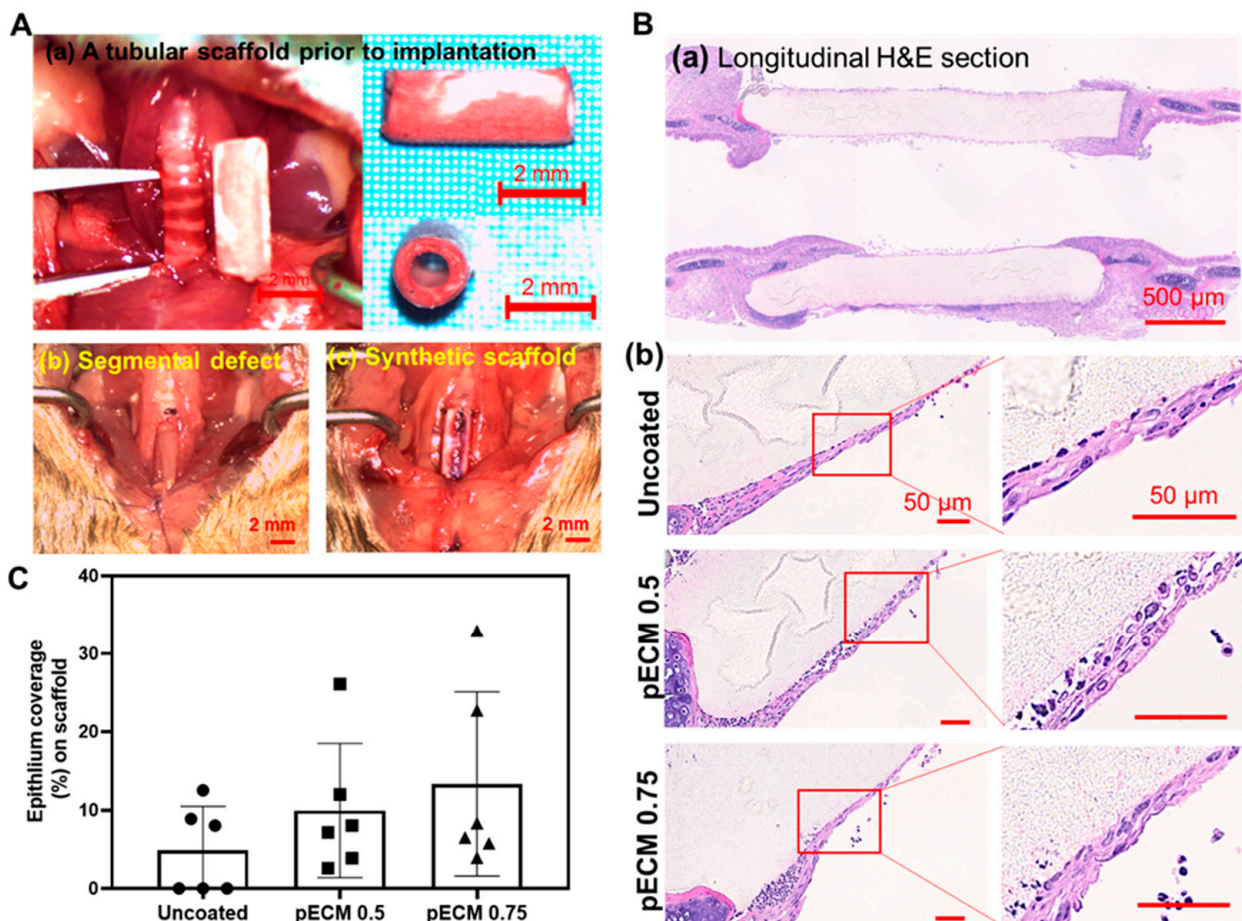 A
(a) A tubular scaffold prior to implantation
2 mm
2 mm
2 mm
(b) Segmental defect
2 mm
(c) Synthetic scaffold
2 mm
B
(a) Longitudinal H&E section
500 µm
(b)
Uncoated
50 µm
50 µm
pECM 0.5
pECM 0.75
C
Epithlium coverage
(%) on scaffold
40
30
20
10
0
Uncoated
pECM 0.5
pECM 0.75